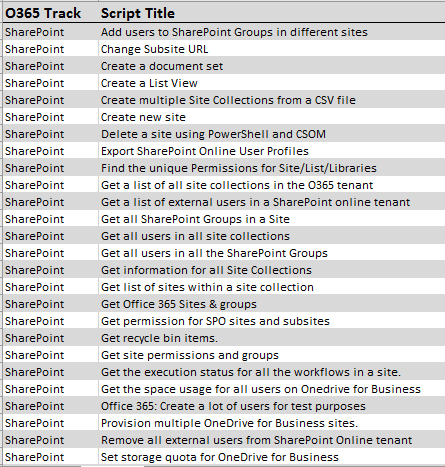 O365 Track Script Title
SharePoint Add users to SharePoint Groups in different sites
SharePoint Change Subsite URL
SharePoint Create a document set
SharePoint Create a List View
SharePoint Create multiple Site Collections from a CSV file
SharePoint Create new site
SharePoint Delete a site using PowerShell and CSOM
SharePoint Export SharePoint Online User Profiles
SharePoint Find the unique Permissions for Site/List/Libraries
SharePoint Get a list of all site collections in the O365 tenant
SharePoint Get a list of external users in a SharePoint online tenant
SharePoint Get all SharePoint Groups in a Site
SharePoint Get all users in all site collections
SharePoint Get all users in all the SharePoint Groups
SharePoint Get information for all Site Collections
SharePoint Get list of sites within a site collection
SharePoint Get Office 365 Sites & groups
SharePoint Get permission for SPO sites and subsites
SharePoint Get recycle bin items.
SharePoint Get site permissions and groups
SharePoint Get the execution status for all the workflows in a site.
SharePoint Get the space usage for all users on Onedrive for Business
SharePoint Office 365: Create a lot of users for test purposes
SharePoint Provision multiple OneDrive for Business sites.
SharePoint Remove all external users from SharePoint Online tenant
SharePoint Set storage quota for OneDrive for Business